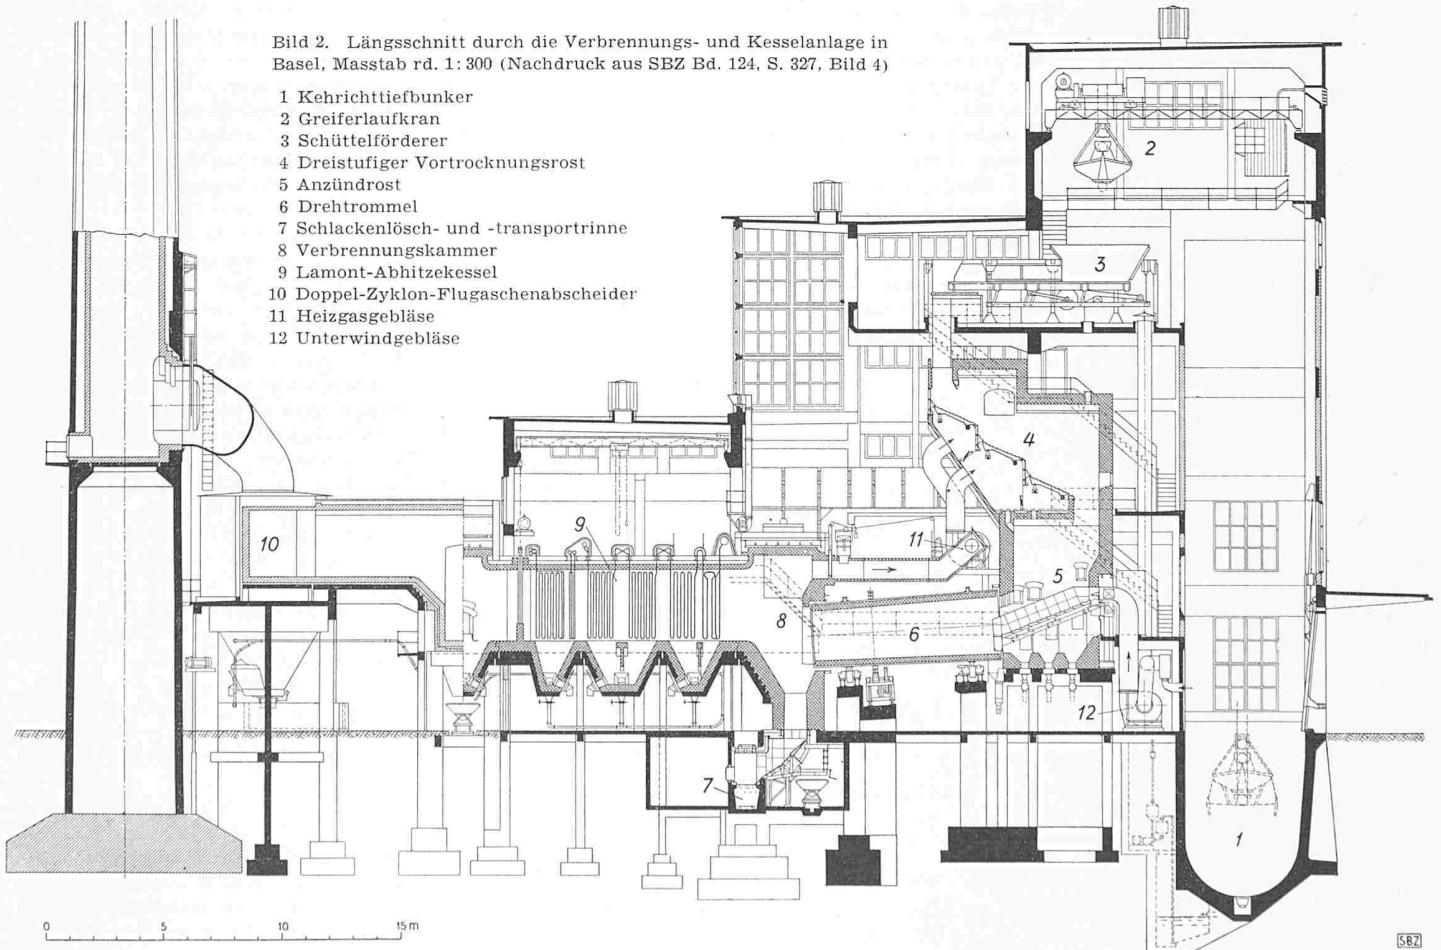 Bild 2. Längsschnitt durch die Verbrennungs- und Kesselanlage in
Basel, Masstab rd. 1:300 (Nachdruck aus SBZ Bd. 124, S. 327, Bild 4)
1 Kehrichttiefbunker
2 Greiferlaufkran
3 Schüttelförderer
4 Dreistufiger Vortrocknungsrost
5 Anzündrost
6 Drehtrommel
7 Schlackenlösch- und -transportrinne
8 Verbrennungskammer
9 Lamont-Abhitzekessel
10 Doppel-Zyklon-Flugaschenabscheider
11 Heizgasgebläse
12 Unterwindgebläse
2
3
4
9
10
11
5
8
6
12
7
1
0 5 10 15 m
SBZ